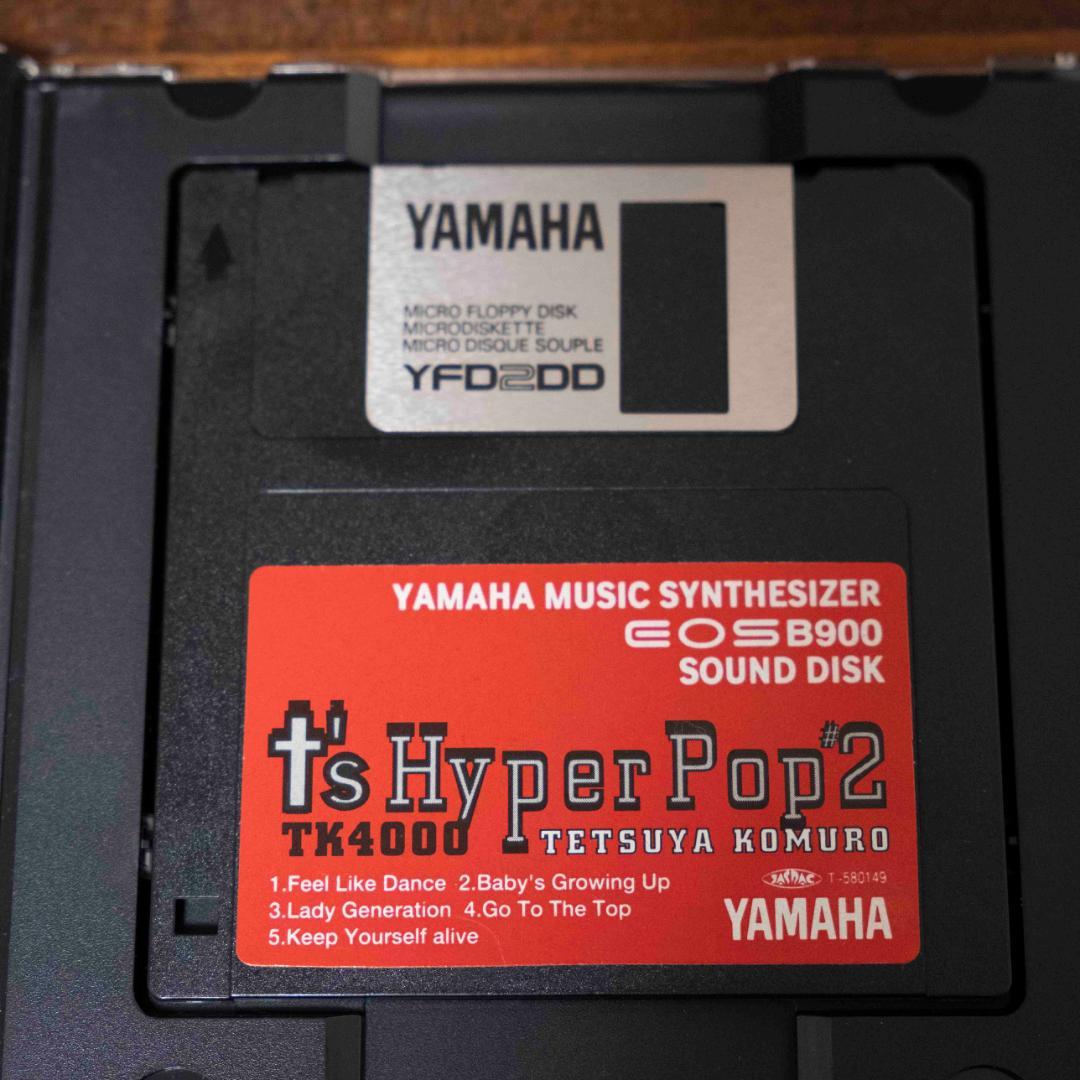 YAMAHA
MICRO FLOPPY DISK
MICRODISKETTE
MICRO DISQUE SOUPLE
YFD2DD
YAMAHA MUSIC SYNTHESIZER
EOS B900
SOUND DISK
t's Hyper Pop #2
TK4000 TETSUYA KOMURO
1.Feel Like Dance 2.Baby's Growing Up
3.Lady Generation 4.Go To The Top
5.Keep Yourself alive
JASRAC T-580149
YAMAHA